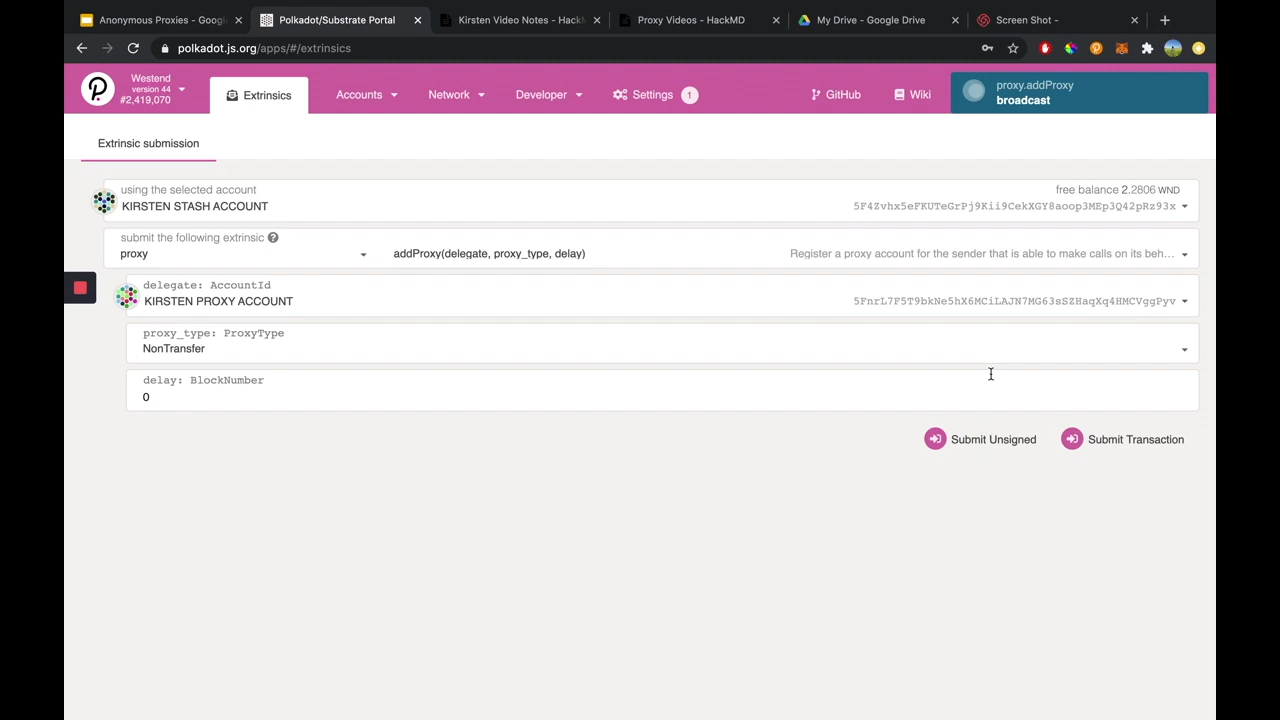 Anonymous Proxies - Googl
Polkadot/Substrate Portal
Kirsten Video Notes - HackM
Proxy Videos - HackMD
My Drive - Google Drive
Screen Shot -
polkadot.js.org/apps/#/extrinsics
Westend
version 44
#2,419,070
Extrinsics
Accounts
Network
Developer
Settings
1
GitHub
Wiki
proxy.addProxy
broadcast
Extrinsic submission
using the selected account
free balance 2.2806 WND
KIRSTEN STASH ACCOUNT
5F4Zvhx5eFKUTeGrPj9Kii9CekXGY8aoop3MEp3Q42pRz93x
submit the following extrinsic
proxy
addProxy(delegate, proxy_type, delay)
Register a proxy account for the sender that is able to make calls on its beh…
delegate: AccountId
KIRSTEN PROXY ACCOUNT
5FnrL7F5T9bkNe5hX6MCiLAJN7MG63sSZHaqXq4HMCVggPyv
proxy_type: ProxyType
NonTransfer
delay: BlockNumber
0
Submit Unsigned
Submit Transaction